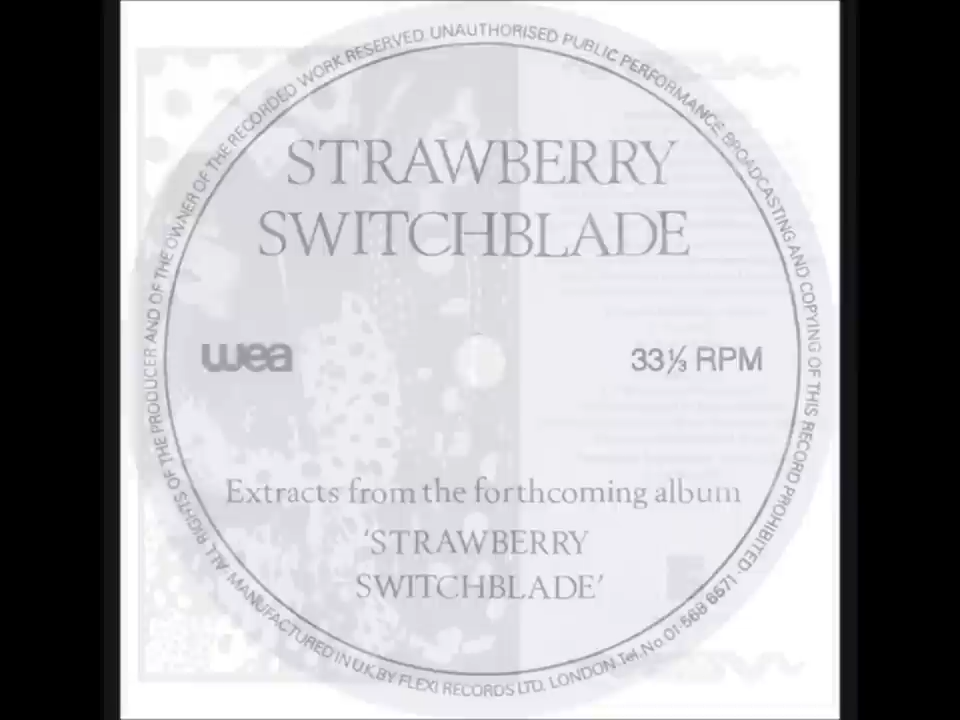 STRAWBERRY
SWITCHBLADE
wea
33⅓ RPM
Extracts from the forthcoming album
'STRAWBERRY
SWITCHBLADE'
ALL RIGHTS OF THE PRODUCER AND OF THE OWNER OF THE RECORDED WORK RESERVED. UNAUTHORISED PUBLIC PERFORMANCE BROADCASTING AND COPYING OF THIS RECORD PROHIBITED · MANUFACTURED IN U.K. BY FLEXI RECORDS LTD. LONDON. Tel. No 01·568 6571 ·